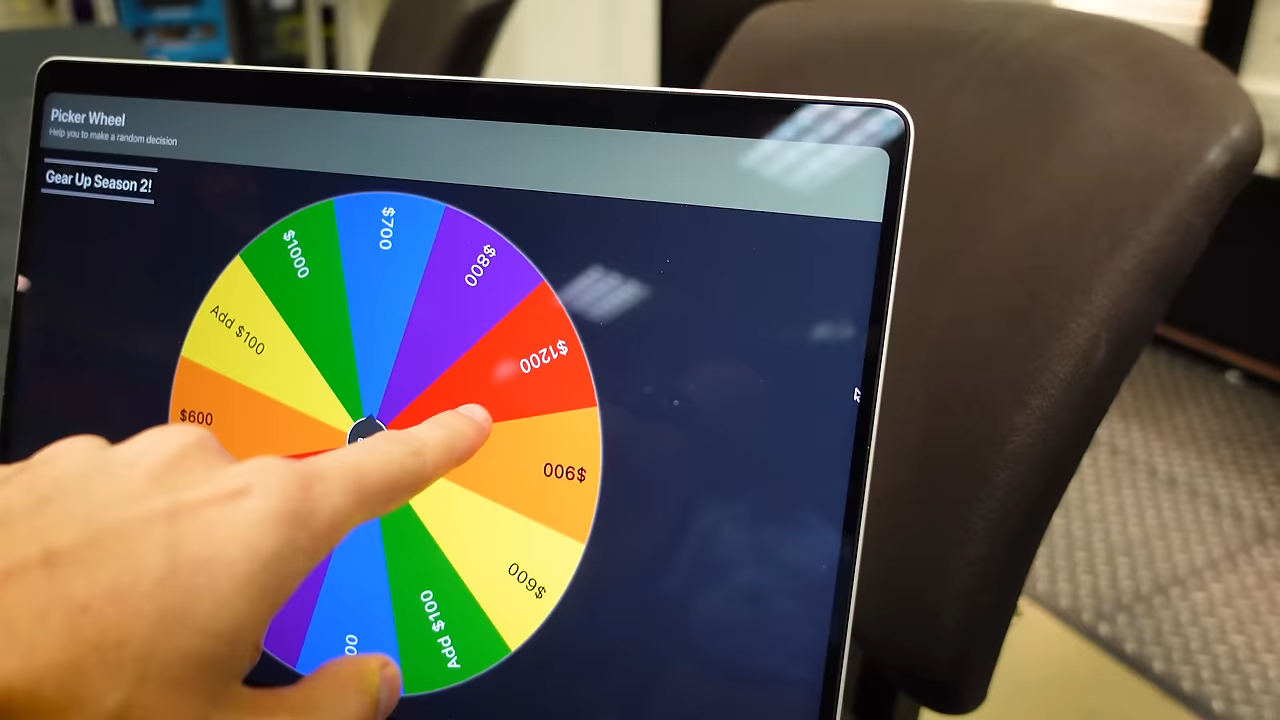 Picker Wheel
Help you to make a random decision
Gear Up Season 2!
$700
$800
$1000
$1200
Add $100
$600
$900
$600
Add $100